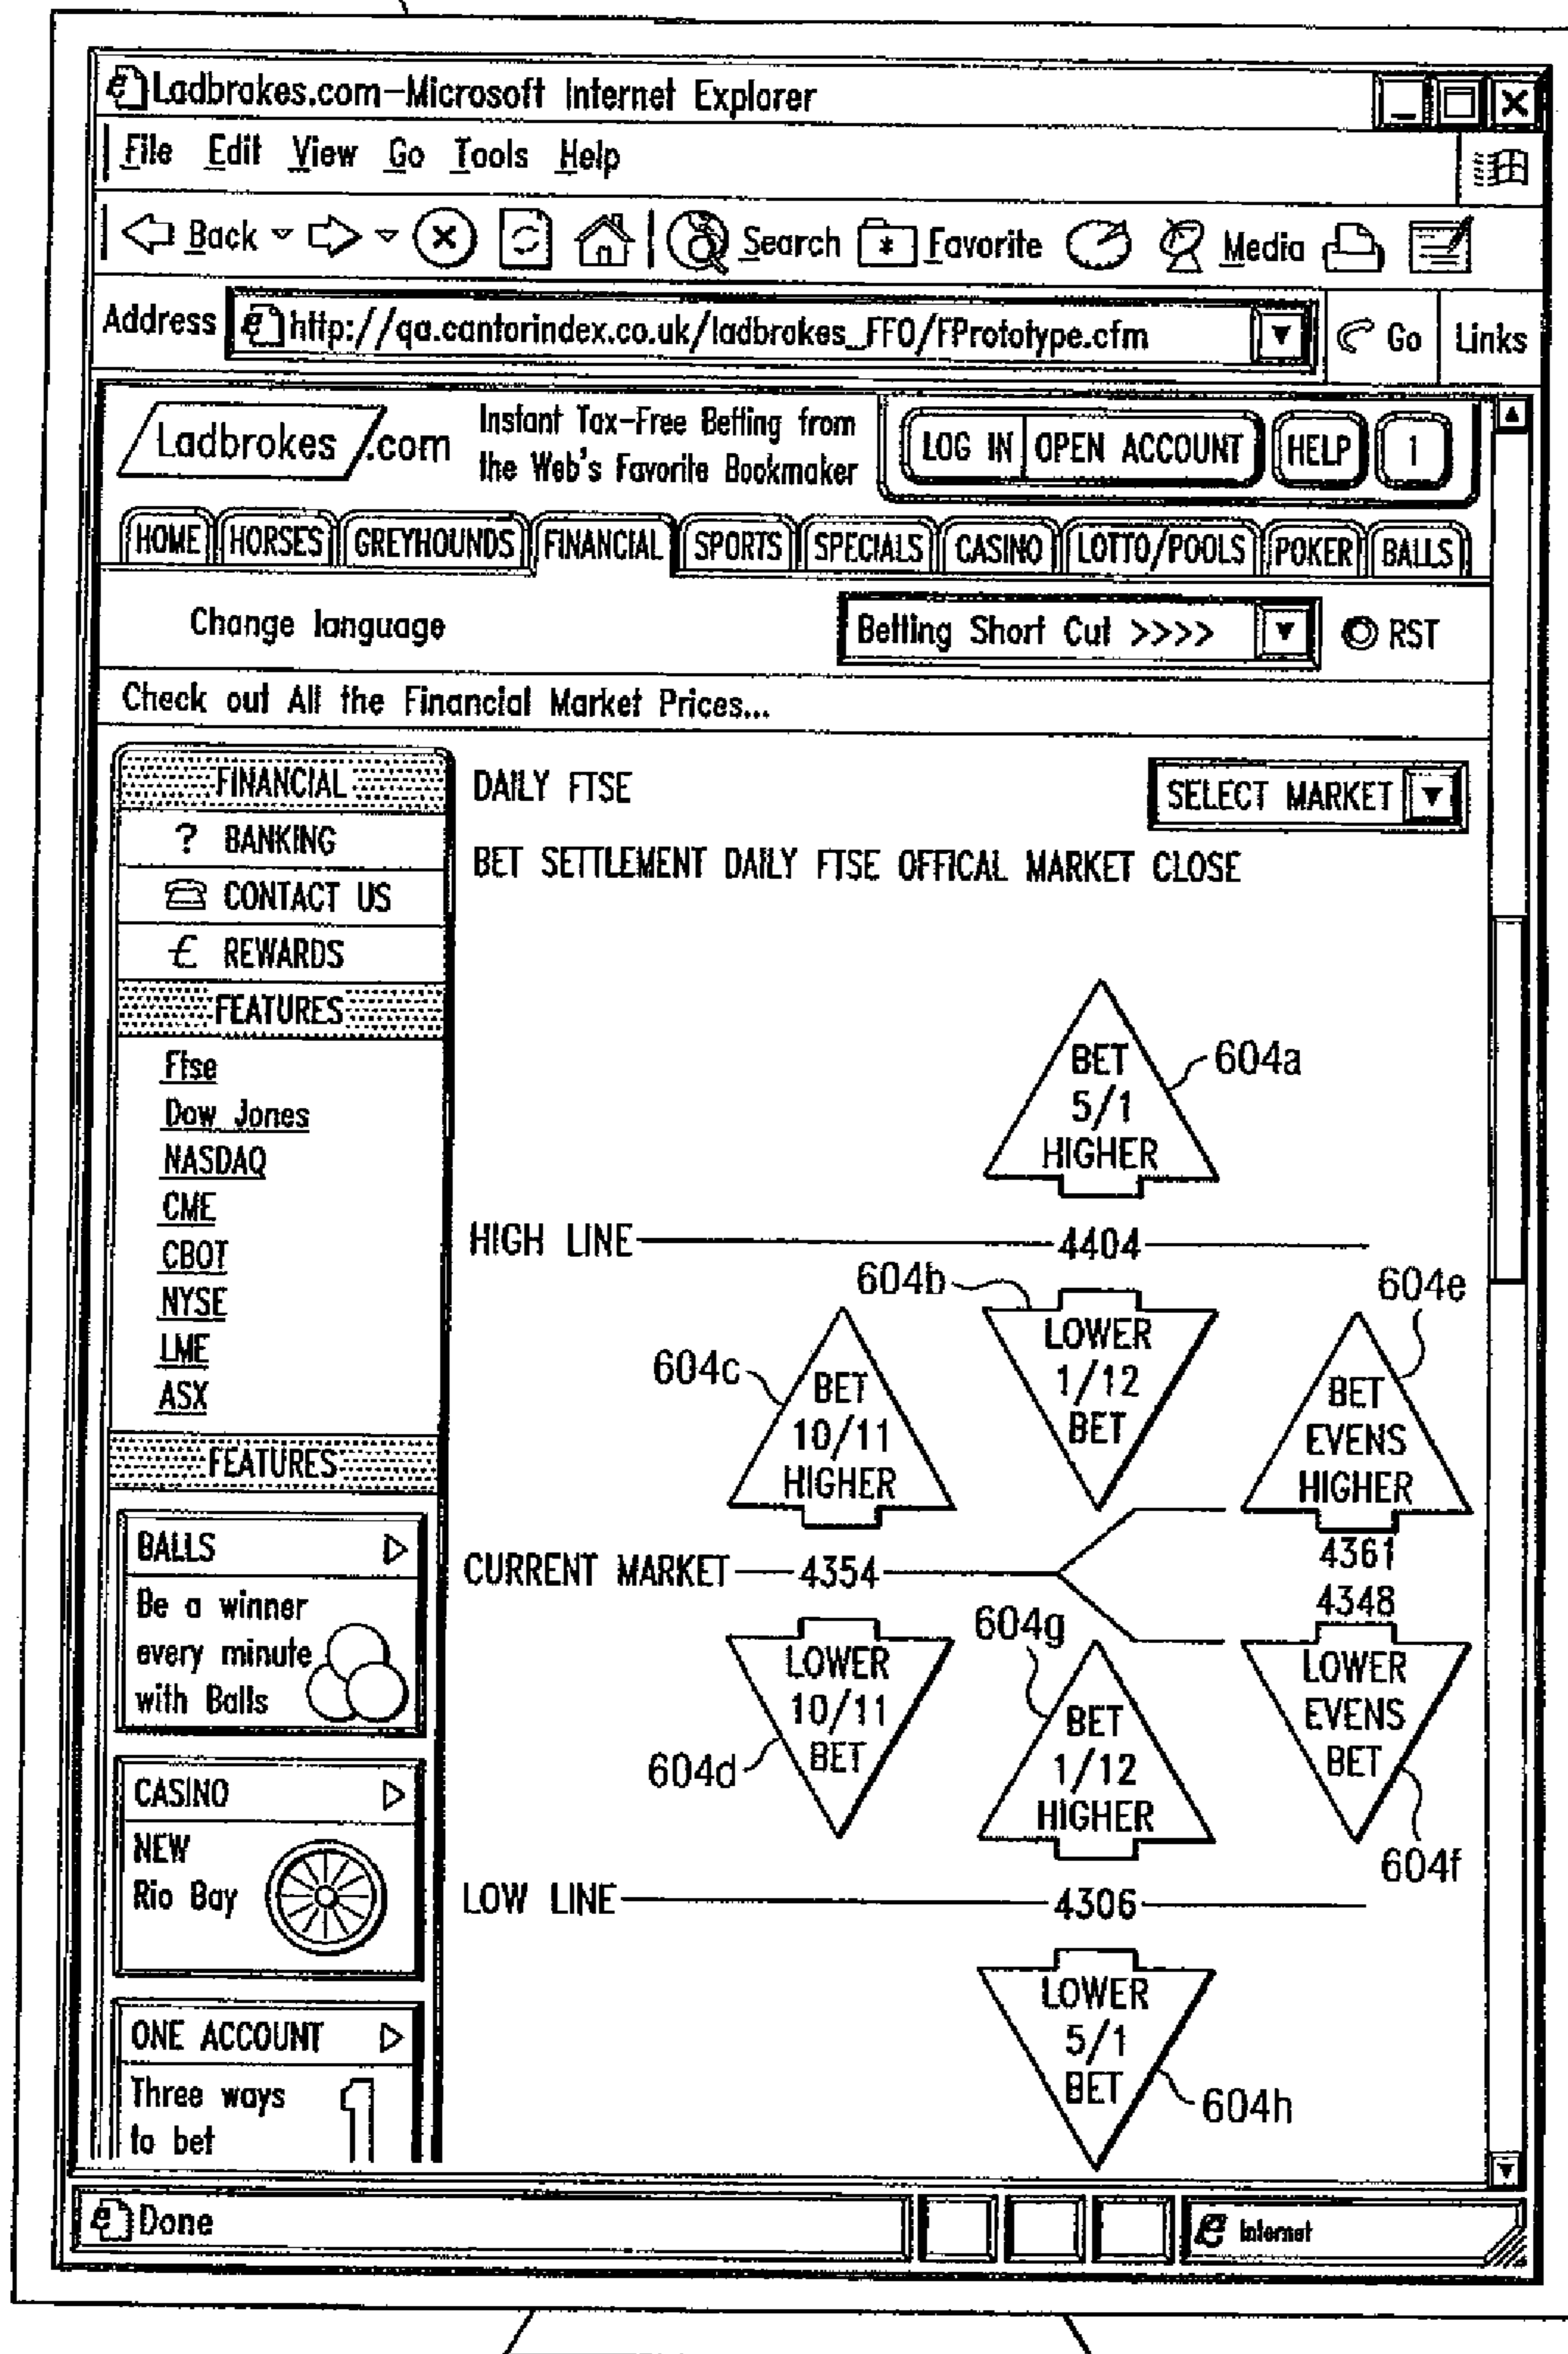 Ladbrokes.com-Microsoft Internet Explorer
File Edit View Go Tools Help
Back Search Favorite Media
Address http://qa.cantorindex.co.uk/ladbrokes_FFO/FPrototype.cfm Go Links
Ladbrokes.com
Instant Tax-Free Betting from
the Web's Favorite Bookmaker
LOG IN OPEN ACCOUNT HELP 1
HOME HORSES GREYHOUNDS FINANCIAL SPORTS SPECIALS CASINO LOTTO/POOLS POKER BALLS
Change language Betting Short Cut >>>> RST
Check out All the Financial Market Prices...
FINANCIAL
? BANKING
CONTACT US
£ REWARDS
FEATURES
Ftse
Dow Jones
NASDAQ
CME
CBOT
NYSE
LME
ASX
FEATURES
BALLS
Be a winner
every minute
with Balls
CASINO
NEW
Rio Bay
ONE ACCOUNT
Three ways
to bet
1
DAILY FTSE
SELECT MARKET
BET SETTLEMENT DAILY FTSE OFFICAL MARKET CLOSE
BET
5/1
HIGHER
604a
HIGH LINE 4404
604b
LOWER
1/12
BET
604c
BET
10/11
HIGHER
604e
BET
EVENS
HIGHER
4361
CURRENT MARKET 4354
4348
604d
LOWER
10/11
BET
604g
BET
1/12
HIGHER
LOWER
EVENS
BET
604f
LOW LINE 4306
LOWER
5/1
BET
604h
Done
Internet